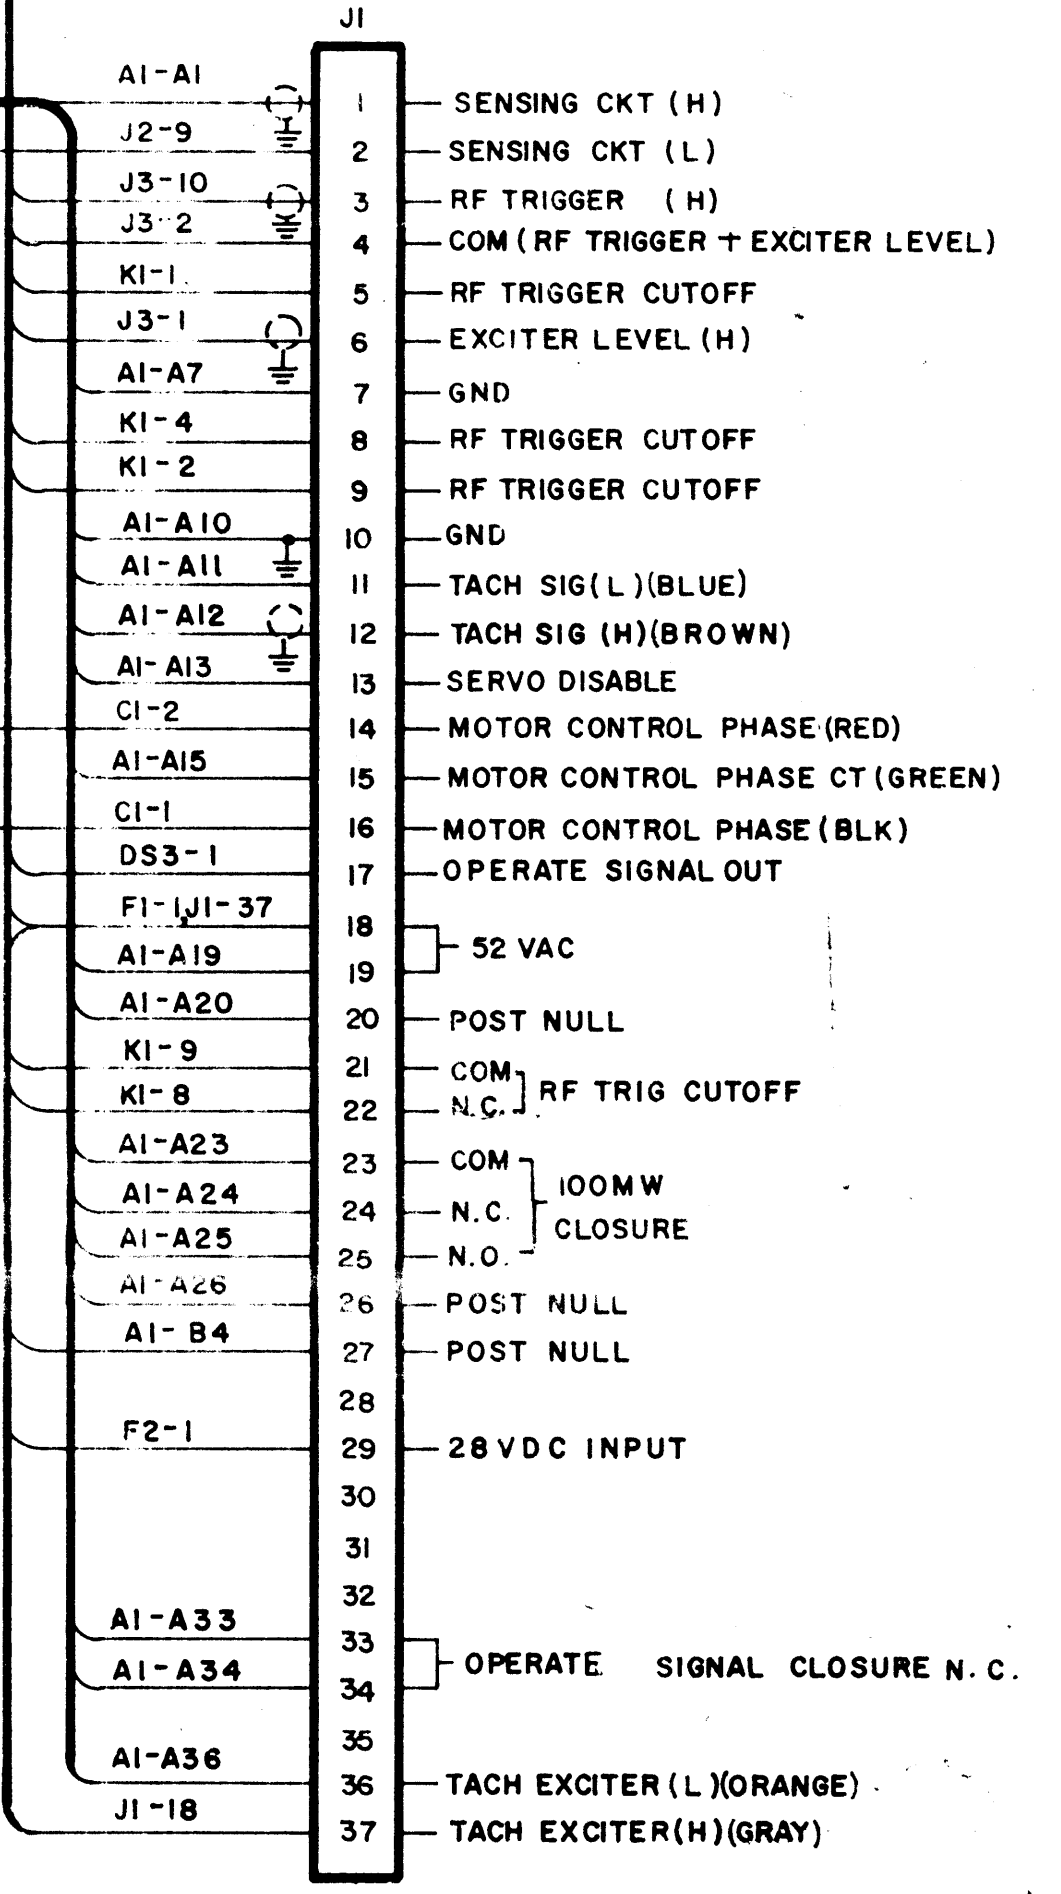 J1
A1-A1 1 SENSING CKT (H)
J2-9 2 SENSING CKT (L)
J3-10 3 RF TRIGGER (H)
J3-2 4 COM (RF TRIGGER + EXCITER LEVEL)
K1-1 5 RF TRIGGER CUTOFF
J3-1 6 EXCITER LEVEL (H)
A1-A7 7 GND
K1-4 8 RF TRIGGER CUTOFF
K1-2 9 RF TRIGGER CUTOFF
A1-A10 10 GND
A1-A11 11 TACH SIG(L)(BLUE)
A1-A12 12 TACH SIG (H)(BROWN)
A1-A13 13 SERVO DISABLE
C1-2 14 MOTOR CONTROL PHASE (RED)
A1-A15 15 MOTOR CONTROL PHASE CT (GREEN)
C1-1 16 MOTOR CONTROL PHASE (BLK)
DS3-1 17 OPERATE SIGNAL OUT
F1-1,J1-37 18
52 VAC
A1-A19 19
A1-A20 20 POST NULL
K1-9 21 COM
RF TRIG CUTOFF
K1-8 22 N.C.
A1-A23 23 COM
100MW
A1-A24 24 N.C.
CLOSURE
A1-A25 25 N.O.
A1-A26 26 POST NULL
A1-B4 27 POST NULL
28
F2-1 29 28VDC INPUT
30
31
32
A1-A33 33
OPERATE SIGNAL CLOSURE N.C.
A1-A34 34
35
A1-A36 36 TACH EXCITER (L)(ORANGE)
J1-18 37 TACH EXCITER(H)(GRAY)